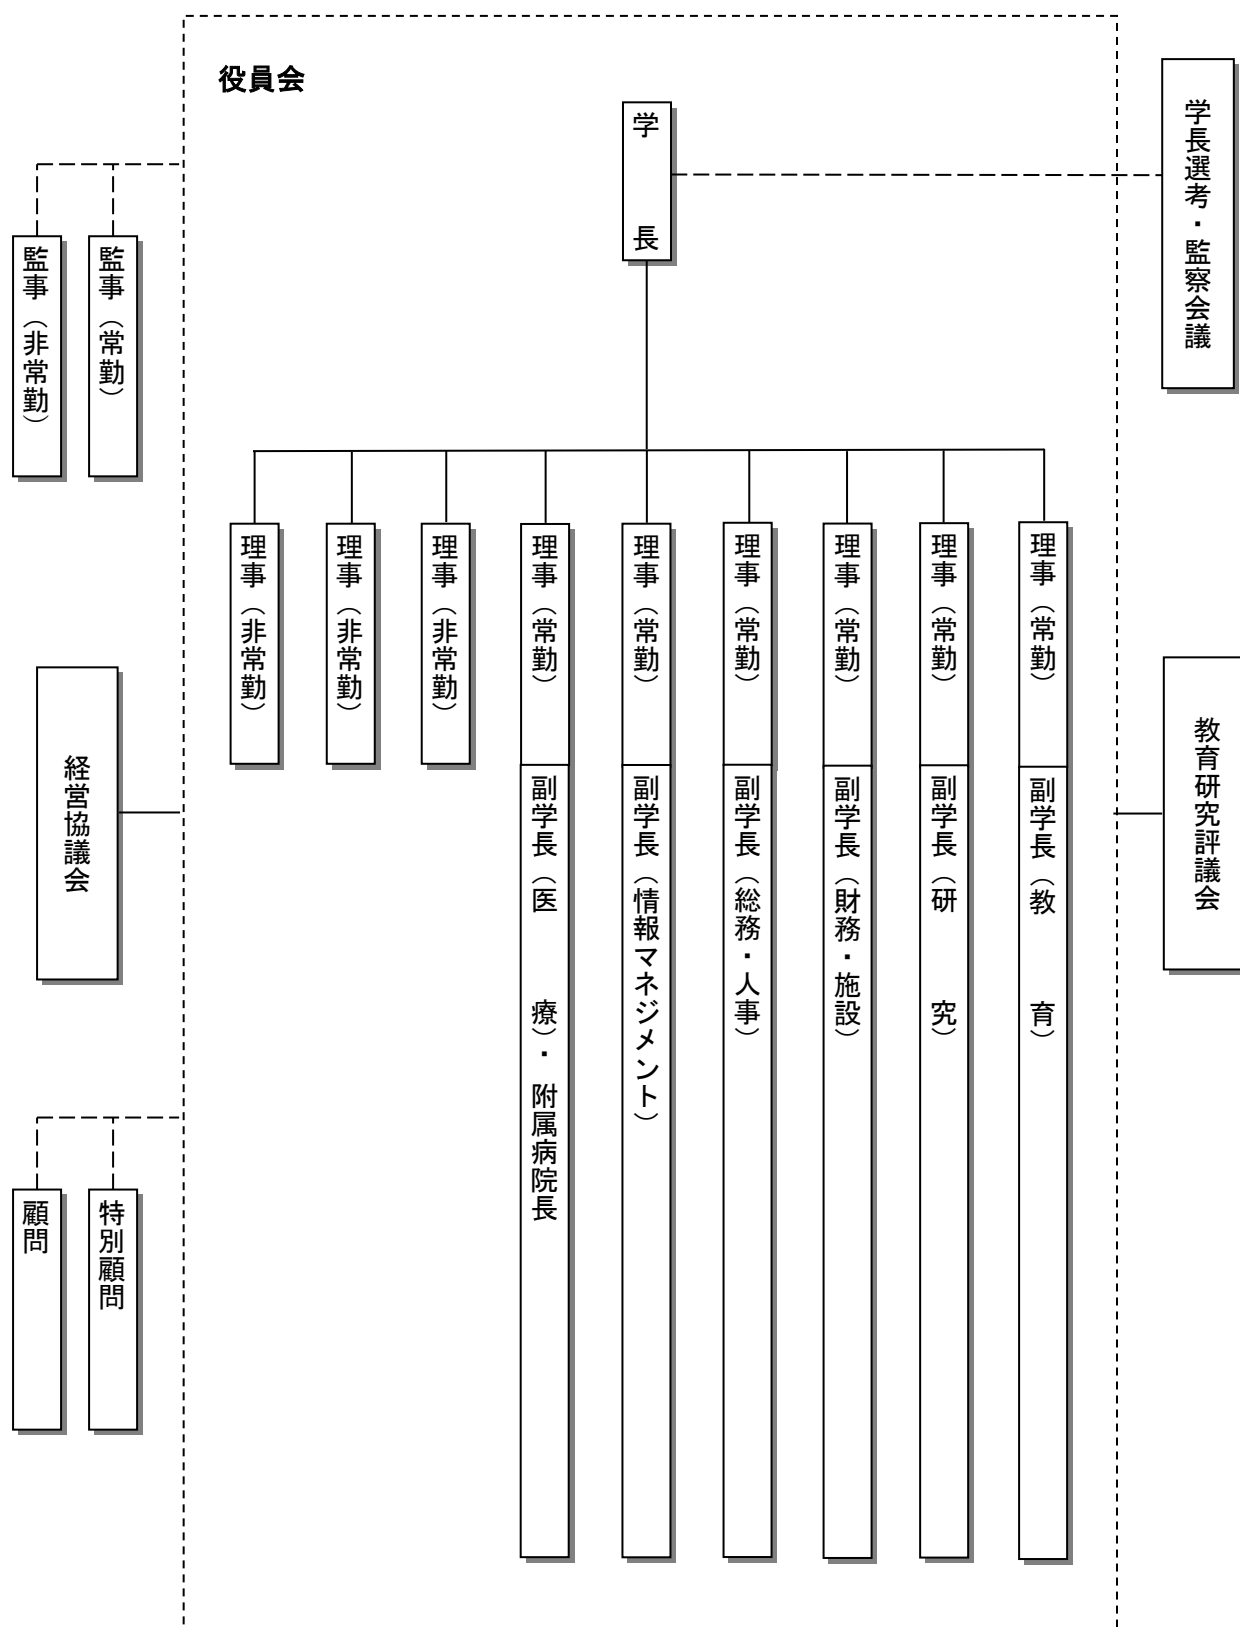 役員会
学長
学長選考・監察会議
監事（常勤）
監事（非常勤）
理事（常勤）
副学長（教育）
理事（常勤）
副学長（研究）
理事（常勤）
副学長（財務・施設）
理事（常勤）
副学長（総務・人事）
理事（常勤）
副学長（情報マネジメント）
理事（常勤）
副学長（医療）・附属病院長
理事（非常勤）
理事（非常勤）
理事（非常勤）
教育研究評議会
経営協議会
特別顧問
顧問